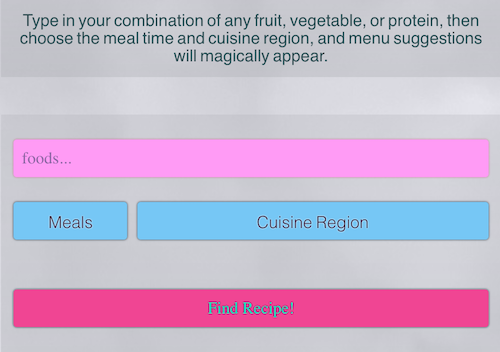 Type in your combination of any fruit, vegetable, or protein, then
choose the meal time and cuisine region, and menu suggestions
will magically appear.
foods...
Meals
Cuisine Region
Find Recipe!